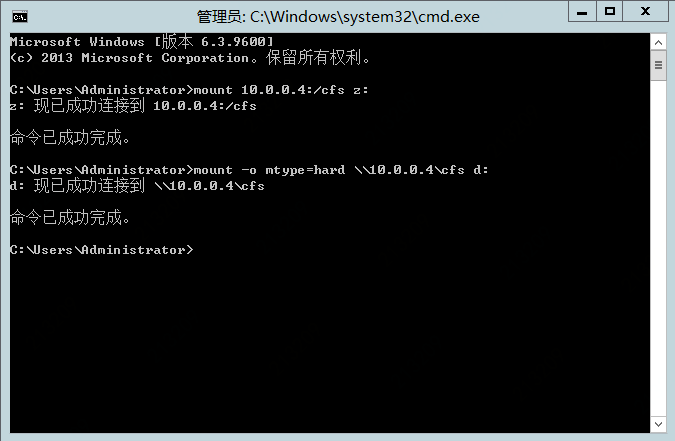 管理员: C:\Windows\system32\cmd.exe
Microsoft Windows [版本 6.3.9600]
(c) 2013 Microsoft Corporation。保留所有权利。
C:\Users\Administrator>mount 10.0.0.4:/cfs z:
z: 现已成功连接到 10.0.0.4:/cfs
命令已成功完成。
C:\Users\Administrator>mount -o mtype=hard \\10.0.0.4\cfs d:
d: 现已成功连接到 \\10.0.0.4\cfs
命令已成功完成。
C:\Users\Administrator>